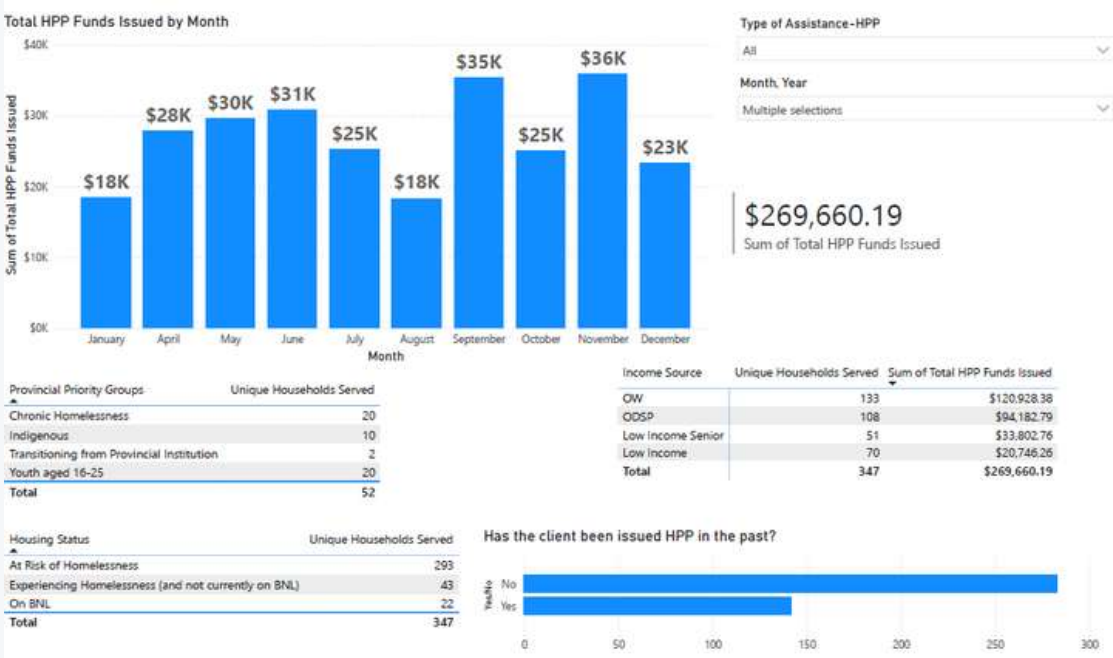 Total HPP Funds Issued by Month
Sum of Total HPP Funds Issued
$40K
$30K
$20K
$10K
$0K
$18K
$28K
$30K
$31K
$25K
$18K
$35K
$25K
$36K
$23K
January April May June July August September October November December
Month
Type of Assistance-HPP
All
Month, Year
Multiple selections
$269,660.19
Sum of Total HPP Funds Issued
Provincial Priority Groups Unique Households Served
Chronic Homelessness 20
Indigenous 10
Transitioning from Provincial Institution 2
Youth aged 16-25 20
Total 52
Income Source Unique Households Served Sum of Total HPP Funds Issued
OW 133 $120,928.38
ODSP 108 $94,182.79
Low Income Senior 51 $33,802.76
Low Income 70 $20,746.26
Total 347 $269,660.19
Housing Status Unique Households Served
At Risk of Homelessness 293
Experiencing Homelessness (and not currently on BNL) 43
On BNL 22
Total 347
Has the client been issued HPP in the past?
Yes/No
No
Yes
0 50 100 150 200 250 300